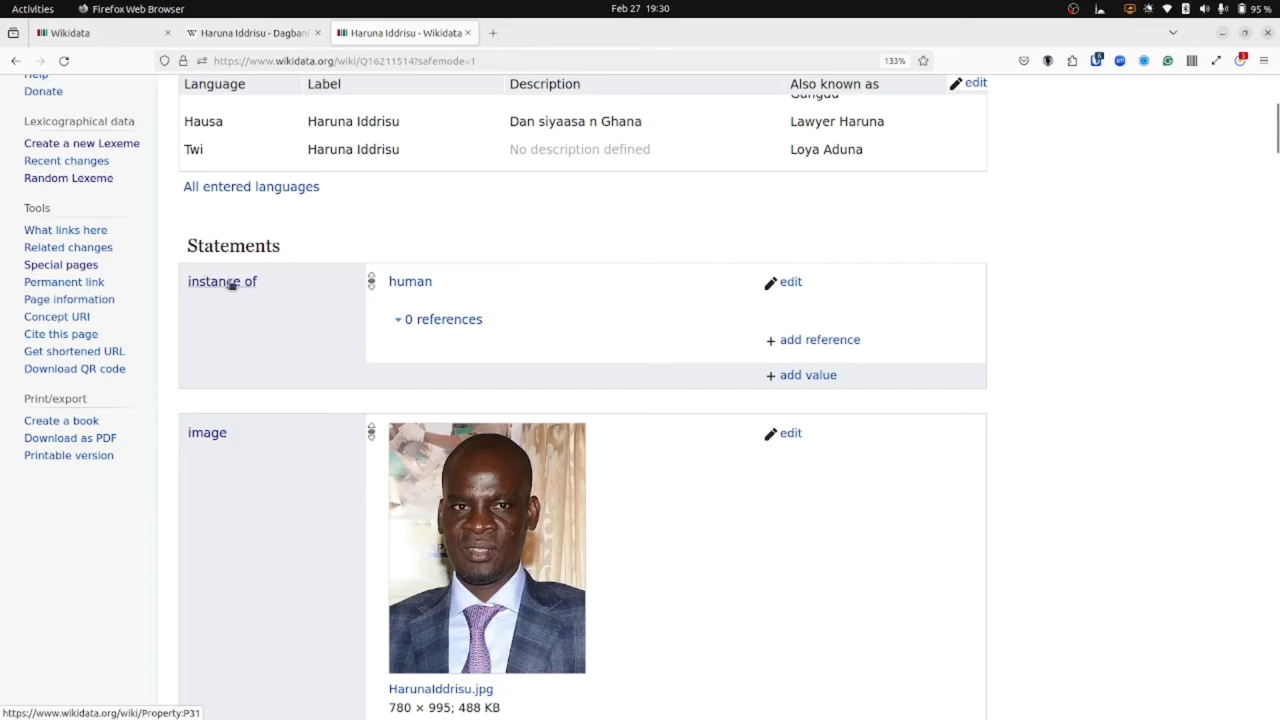 Activities
Firefox Web Browser
Feb 27 19:30
95 %
Wikidata
Haruna Iddrisu - Dagbani
Haruna Iddrisu - Wikidata
https://www.wikidata.org/wiki/Q16211514?safemode=1
133%
Help
Donate
Lexicographical data
Create a new Lexeme
Recent changes
Random Lexeme
Tools
What links here
Related changes
Special pages
Permanent link
Page information
Concept URI
Cite this page
Get shortened URL
Download QR code
Print/export
Create a book
Download as PDF
Printable version
Language Label Description Also known as edit
Hausa Haruna Iddrisu Dan siyaasa n Ghana Lawyer Haruna
Twi Haruna Iddrisu No description defined Loya Aduna
All entered languages
Statements
instance of human edit
0 references
+ add reference
+ add value
image edit
HarunaIddrisu.jpg
780 × 995; 488 KB
https://www.wikidata.org/wiki/Property:P31